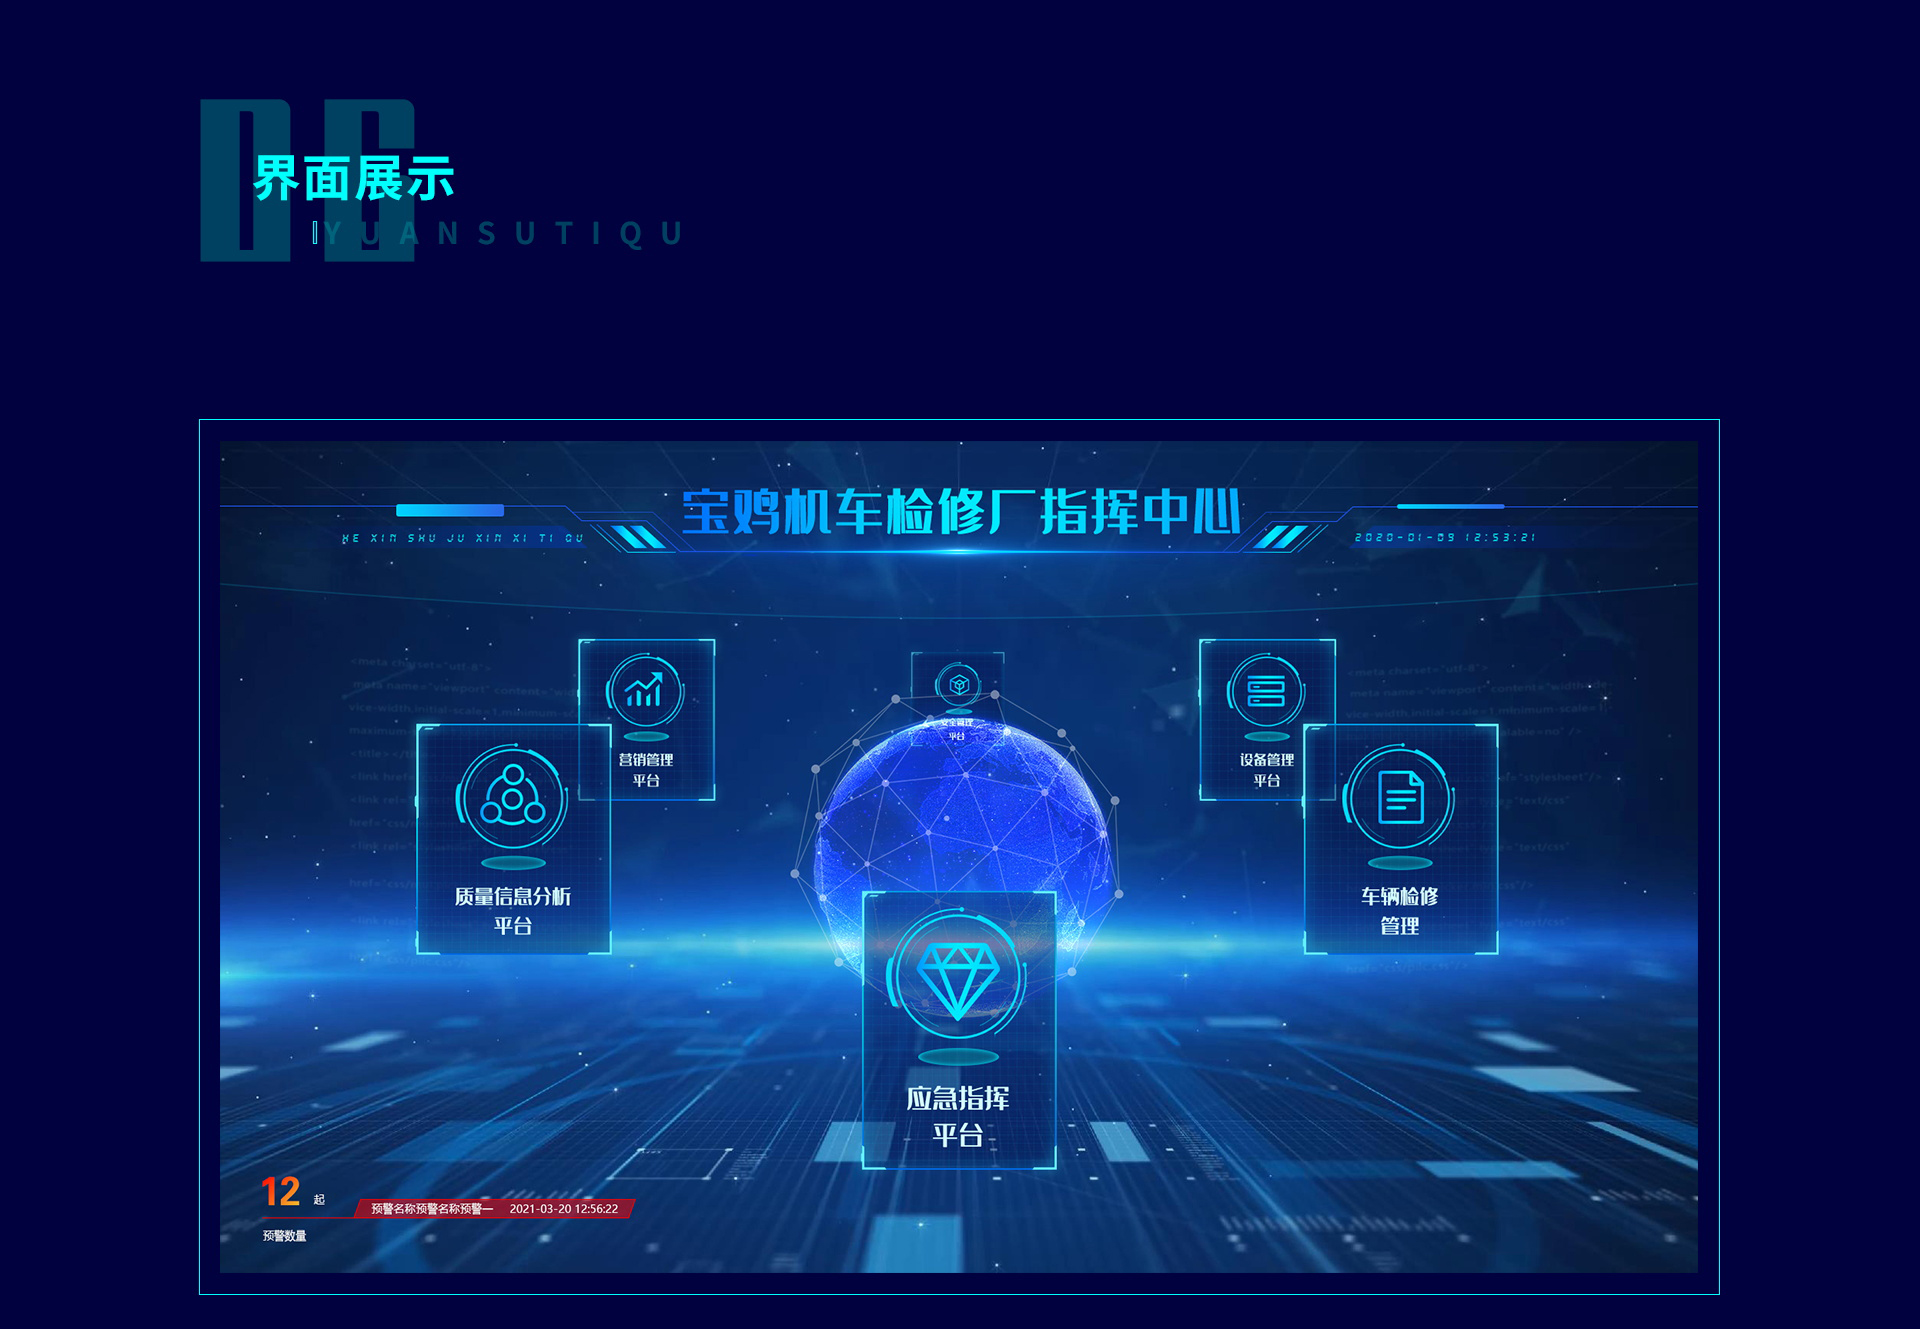 06
界面展示
YUANSUTIQU
宝鸡机车检修厂指挥中心
HE XIN SHU JU XIN XI TI QU
2020-01-09 12:53:21
营销管理
平台
安全管理
平台
设备管理
平台
质量信息分析
平台
车辆检修
管理
应急指挥
平台
12 起
预警名称预警名称预警一 2021-03-20 12:56:22
预警数量
<meta charset="utf-8">